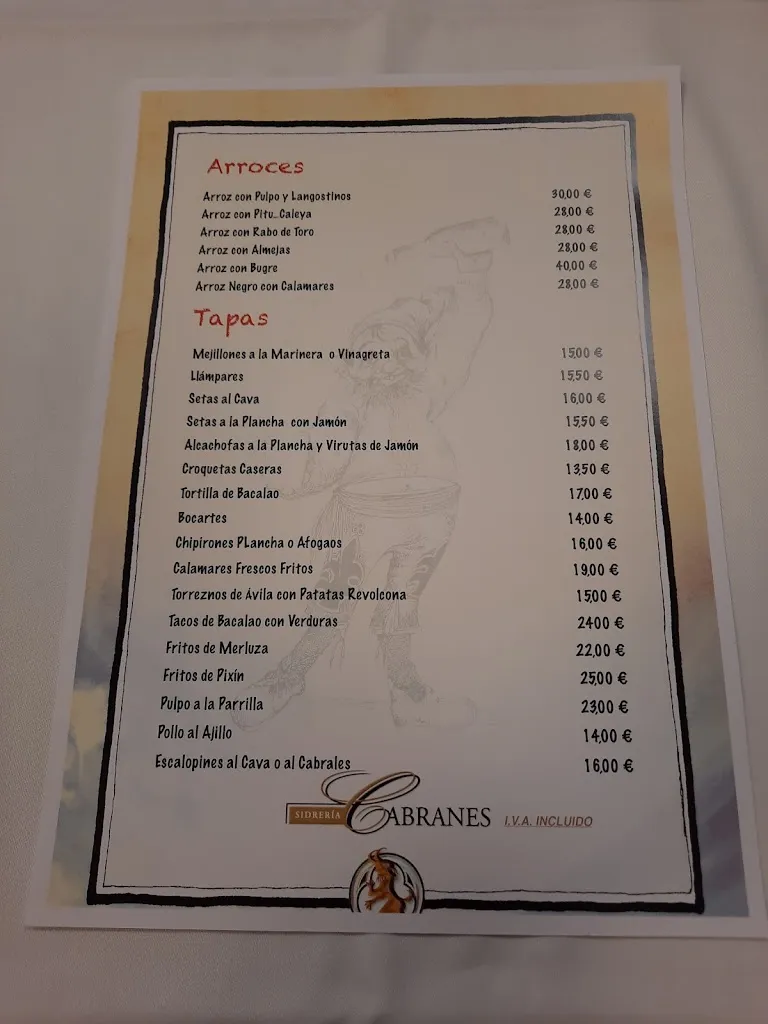 Arroces
Arroz con Pulpo y Langostinos 30,00 €
Arroz con Pitu_Caleya 28,00 €
Arroz con Rabo de Toro 28,00 €
Arroz con Almejas 28,00 €
Arroz con Bugre 40,00 €
Arroz Negro con Calamares 28,00 €
Tapas
Mejillones a la Marinera o Vinagreta 15,00 €
Llámpares 15,50 €
Setas al Cava 16,00 €
Setas a la Plancha con Jamón 15,50 €
Alcachofas a la Plancha y Virutas de Jamón 18,00 €
Croquetas Caseras 13,50 €
Tortilla de Bacalao 17,00 €
Bocartes 14,00 €
Chipirones PLancha o Afogaos 16,00 €
Calamares Frescos Fritos 19,00 €
Torreznos de Ávila con Patatas Revolcona 15,00 €
Tacos de Bacalao con Verduras 24,00 €
Fritos de Merluza 22,00 €
Fritos de Pixín 25,00 €
Pulpo a la Parrilla 23,00 €
Pollo al Ajillo 14,00 €
Escalopines al Cava o al Cabrales 16,00 €
SIDRERÍA CABRANES I.V.A. INCLUIDO